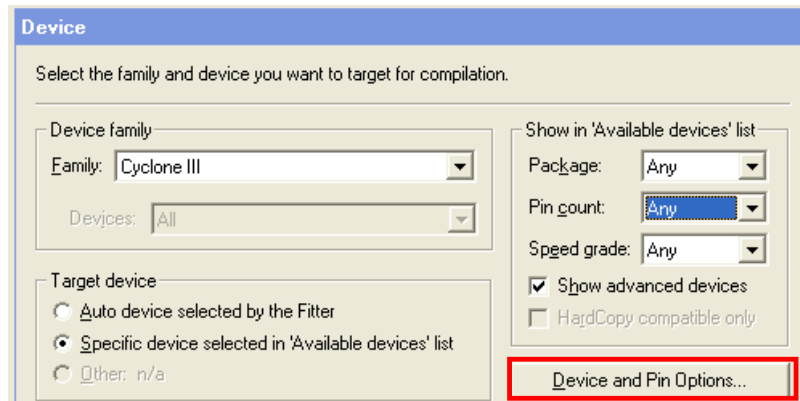 Device
Select the family and device you want to target for compilation.
Device family
Family: Cyclone III
Devices: All
Target device
Auto device selected by the Fitter
Specific device selected in 'Available devices' list
Other: n/a
Show in 'Available devices' list
Package: Any
Pin count: Any
Speed grade: Any
Show advanced devices
HardCopy compatible only
Device and Pin Options...